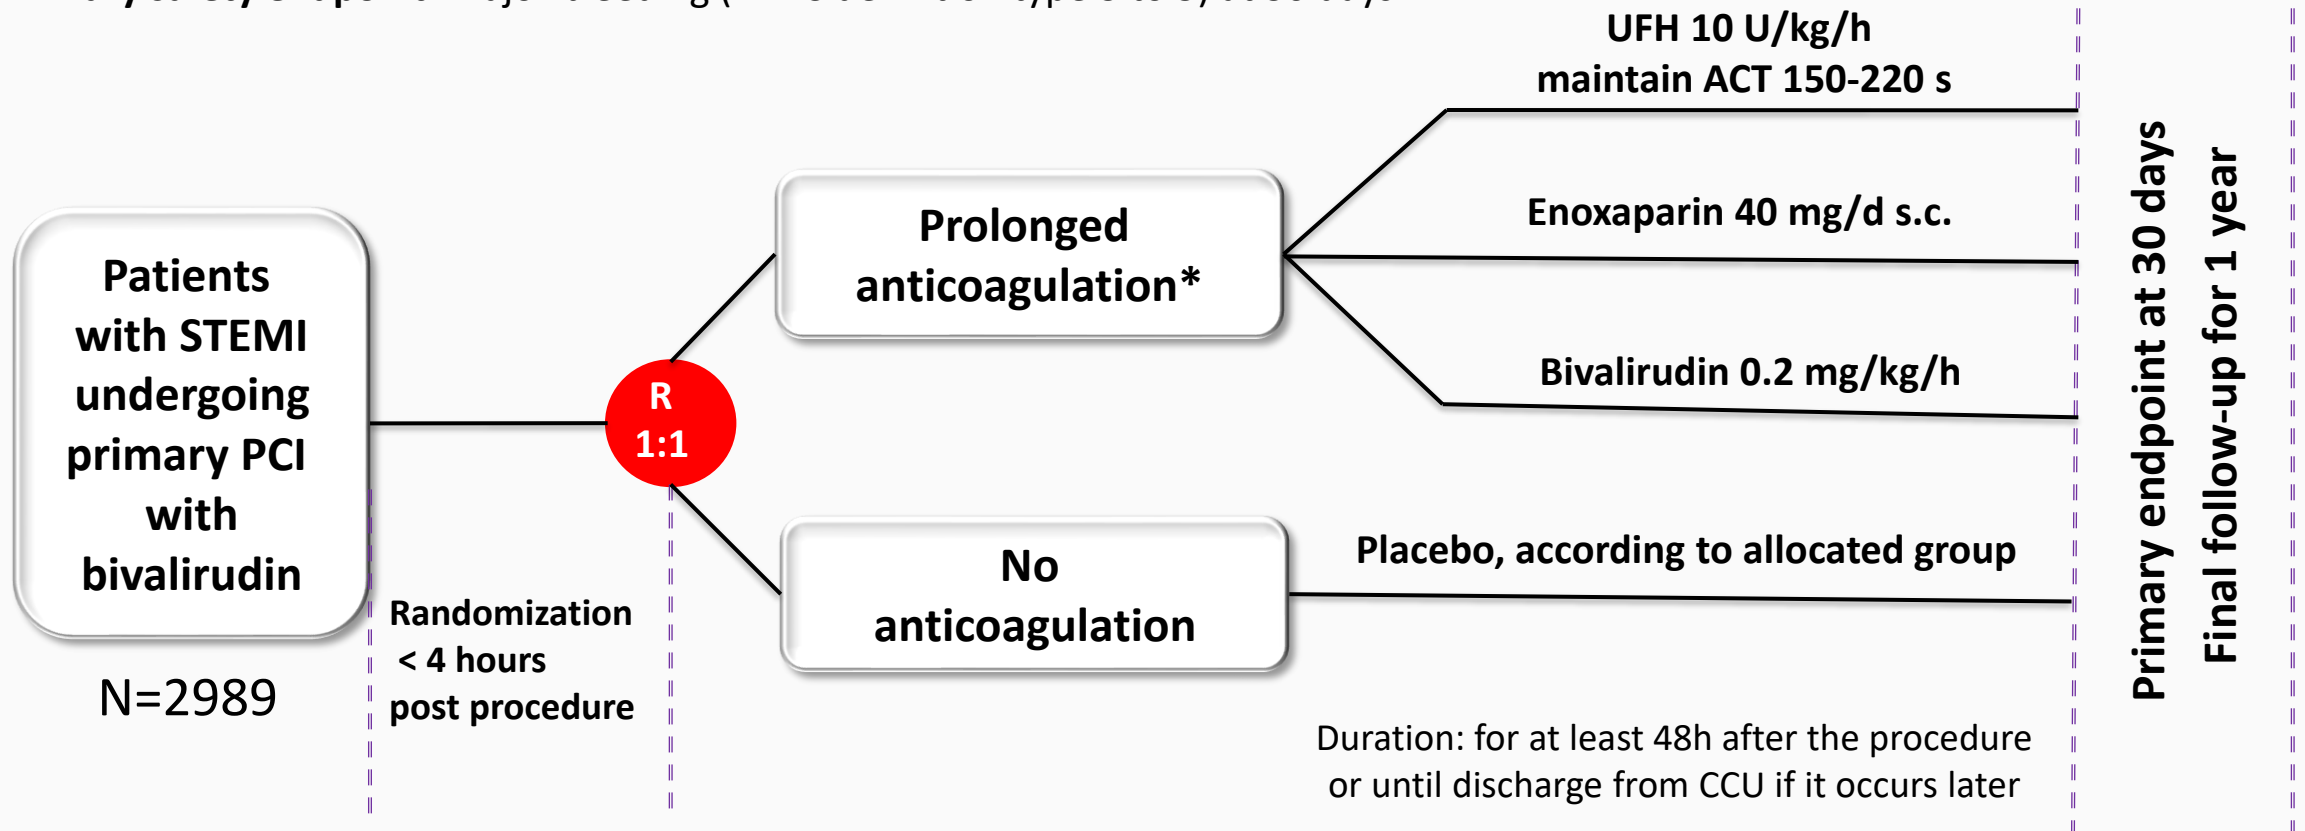 UFH 10 U/kg/h
maintain ACT 150-220 s
Prolonged
anticoagulation*
Enoxaparin 40 mg/d s.c.
Bivalirudin 0.2 mg/kg/h
Patients
with STEMI
undergoing
primary PCI
with
bivalirudin
N=2989
R
1:1
Randomization
< 4 hours
post procedure
No
anticoagulation
Placebo, according to allocated group
Duration: for at least 48h after the procedure
or until discharge from CCU if it occurs later
Primary endpoint at 30 days
Final follow-up for 1 year